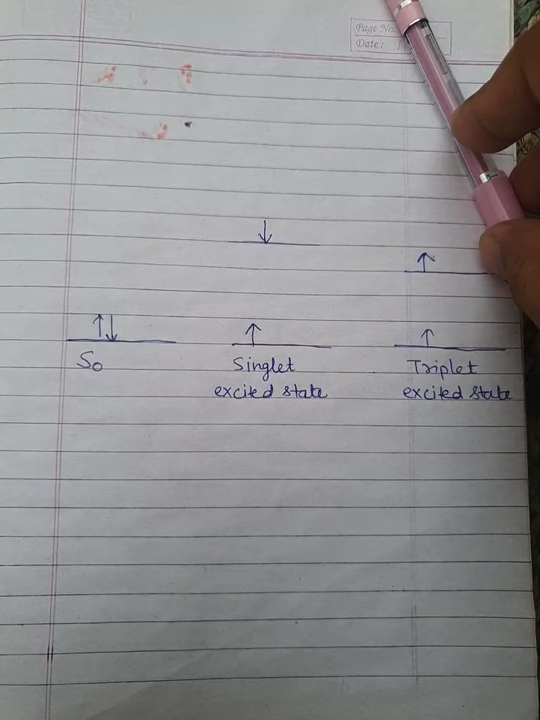 Page No.
Date:
↓
↑
↑↓
↑
↑
S₀
Singlet
excited state
Triplet
excited state